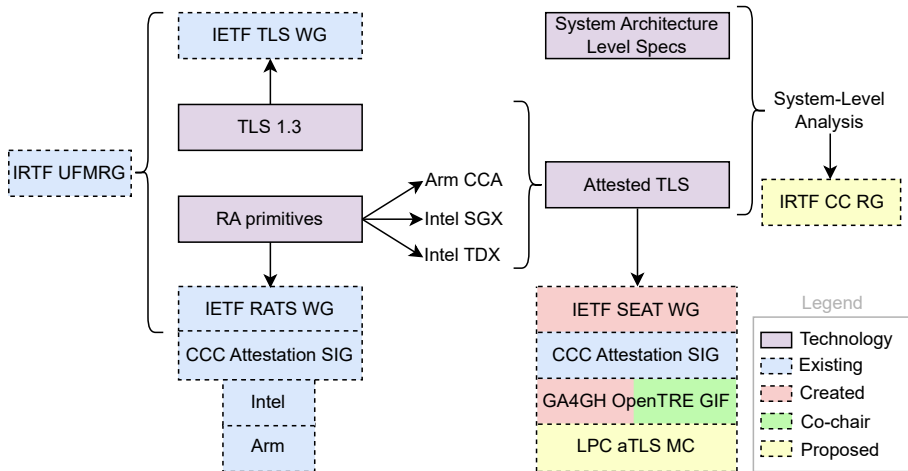 IETF TLS WG
System Architecture
Level Specs
TLS 1.3
System-Level
Analysis
IRTF UFMRG
Arm CCA
Attested TLS
IRTF CC RG
RA primitives
Intel SGX
Intel TDX
IETF RATS WG
CCC Attestation SIG
Intel
Arm
IETF SEAT WG
CCC Attestation SIG
GA4GH OpenTRE GIF
LPC aTLS MC
Legend
Technology
Existing
Created
Co-chair
Proposed